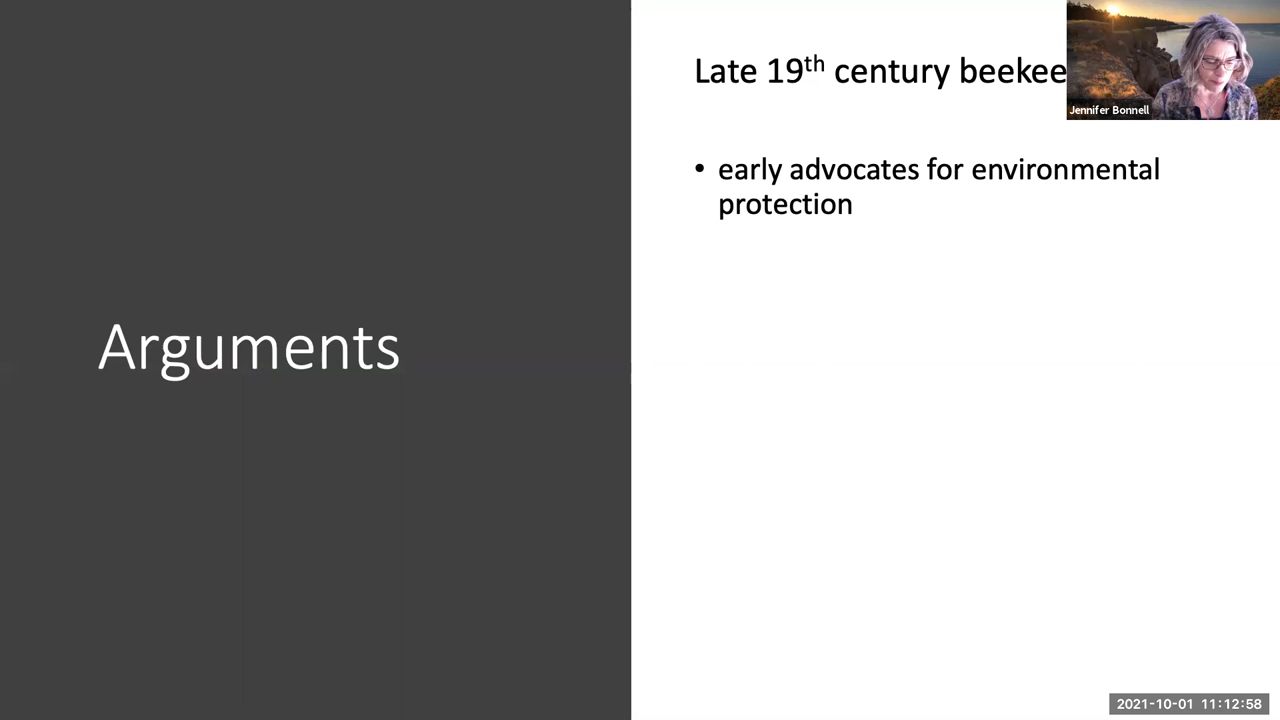 Late 19th century beekee
Jennifer Bonnell
• early advocates for environmental
protection
Arguments
2021-10-01 11:12:58